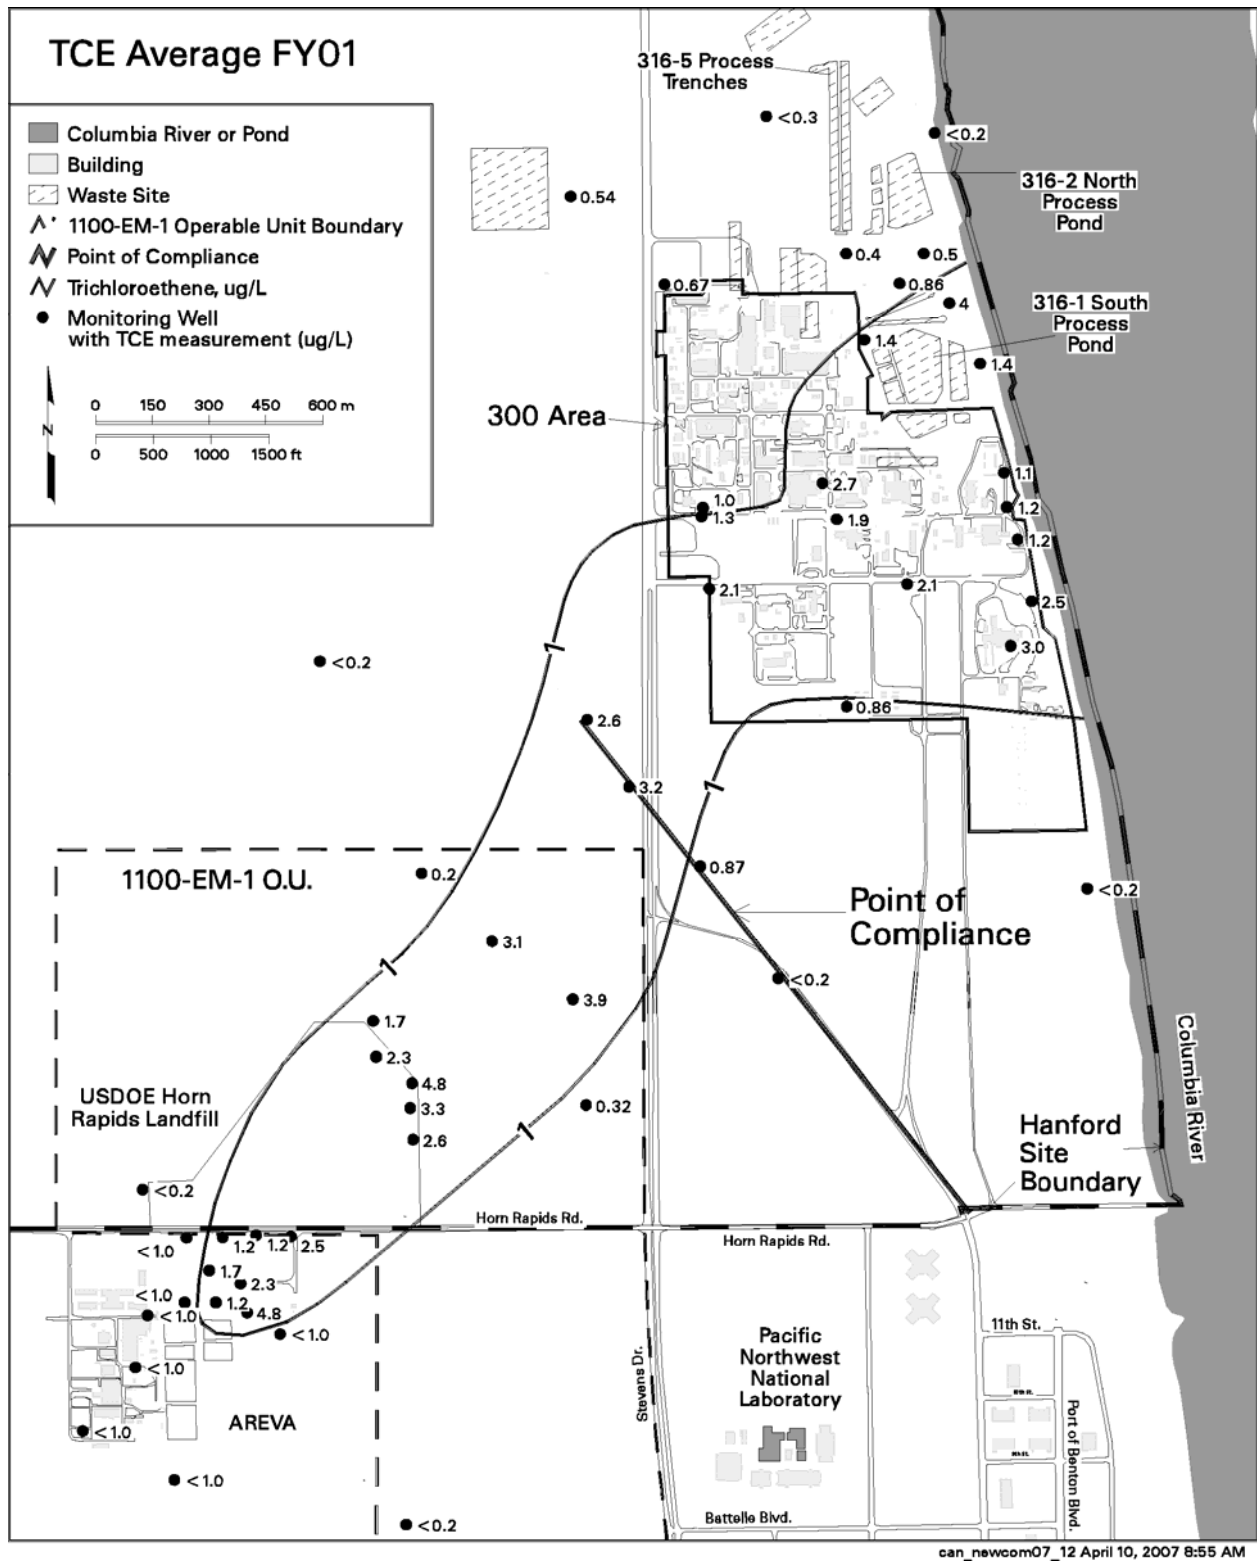 TCE Average FY01
Columbia River or Pond
Building
Waste Site
1100-EM-1 Operable Unit Boundary
Point of Compliance
Trichloroethene, ug/L
Monitoring Well
with TCE measurement (ug/L)
N
0 150 300 450 600 m
0 500 1000 1500 ft
316-5 Process
Trenches
<0.3
<0.2
316-2 North
Process
Pond
0.54
0.4
0.5
0.67
0.86
4
316-1 South
Process
Pond
1.4
1.4
300 Area
1.1
2.7
1.0
1.3
1.2
1.9
1.2
2.1
2.1
2.5
3.0
1
<0.2
0.86
2.6
3.2
1
0.87
0.2
1100-EM-1 O.U.
<0.2
Point of
Compliance
3.1
1
<0.2
3.9
1.7
2.3
4.8
3.3
2.6
0.32
1
USDOE Horn
Rapids Landfill
Columbia River
Hanford
Site
Boundary
<0.2
Horn Rapids Rd.
Horn Rapids Rd.
<1.0
1.2
1.2
2.5
1.7
2.3
<1.0
1.2
4.8
<1.0
<1.0
<1.0
<1.0
AREVA
<1.0
<0.2
Stevens Dr.
Pacific
Northwest
National
Laboratory
11th St.
Port of Benton Blvd.
Battelle Blvd.
can_newcom07_12 April 10, 2007 8:55 AM